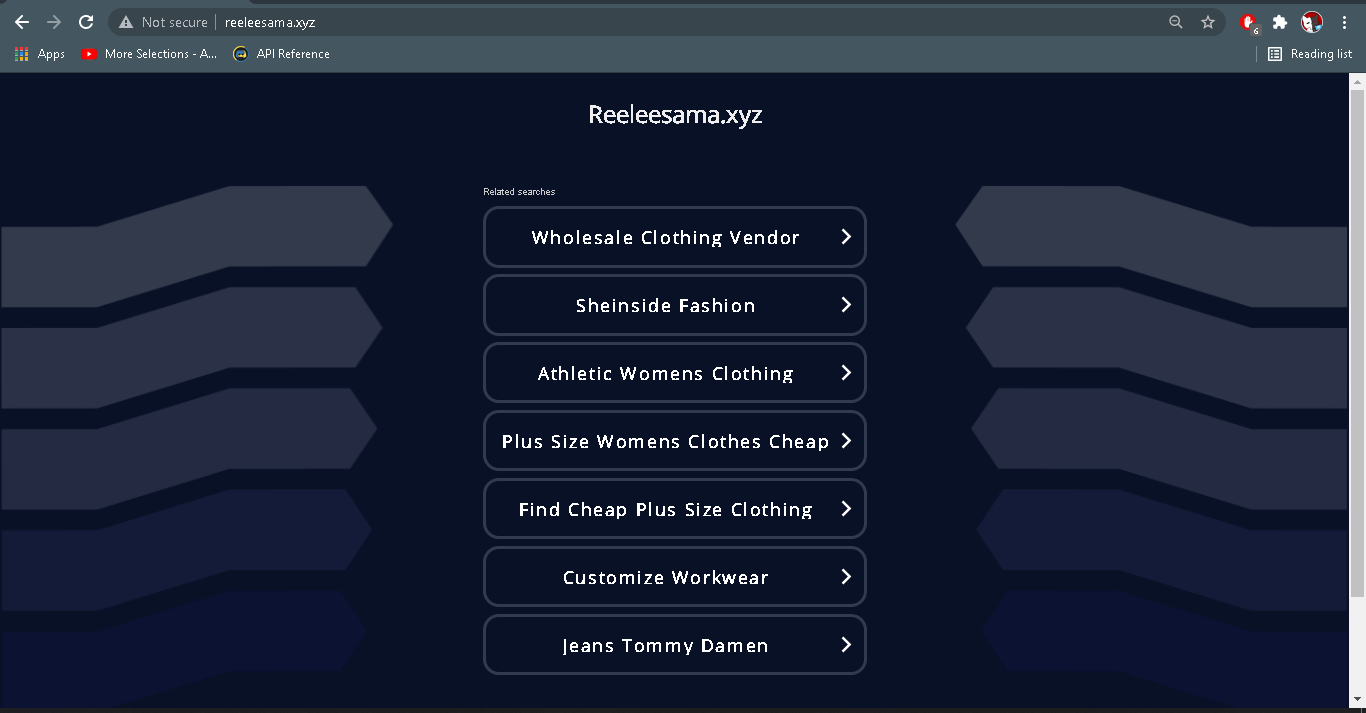 Not secure reeleesama.xyz
6
Apps More Selections - A... API Reference Reading list
Reeleesama.xyz
Related searches
Wholesale Clothing Vendor
Sheinside Fashion
Athletic Womens Clothing
Plus Size Womens Clothes Cheap
Find Cheap Plus Size Clothing
Customize Workwear
Jeans Tommy Damen